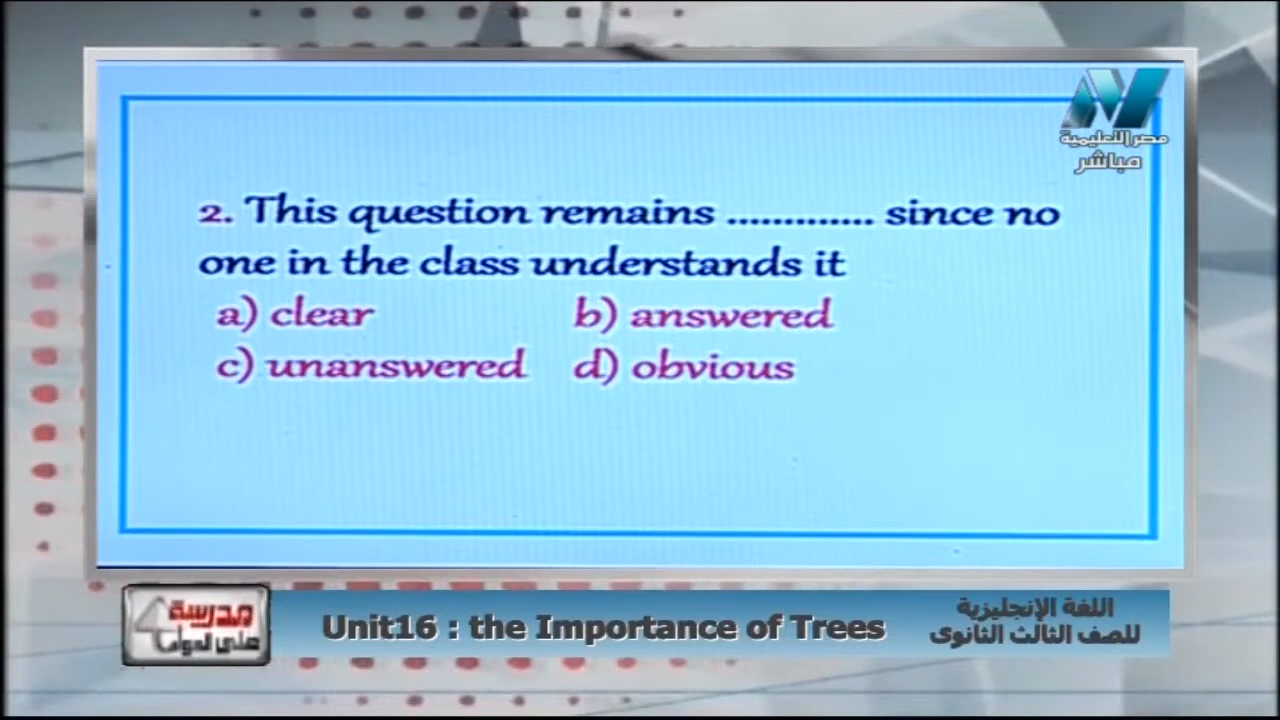 مصر التعليمية
مباشر
2. This question remains ............. since no
one in the class understands it
a) clear b) answered
c) unanswered d) obvious
مدرسة
على الهواء
Unit16 : the Importance of Trees
اللغة الإنجليزية
للصف الثالث الثانوى